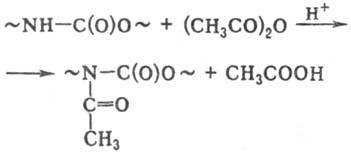 ~NH—C(O)O~ + (CH₃CO)₂O —H⁺→
→ ~N—C(O)O~ + CH₃COOH
C=O
CH₃